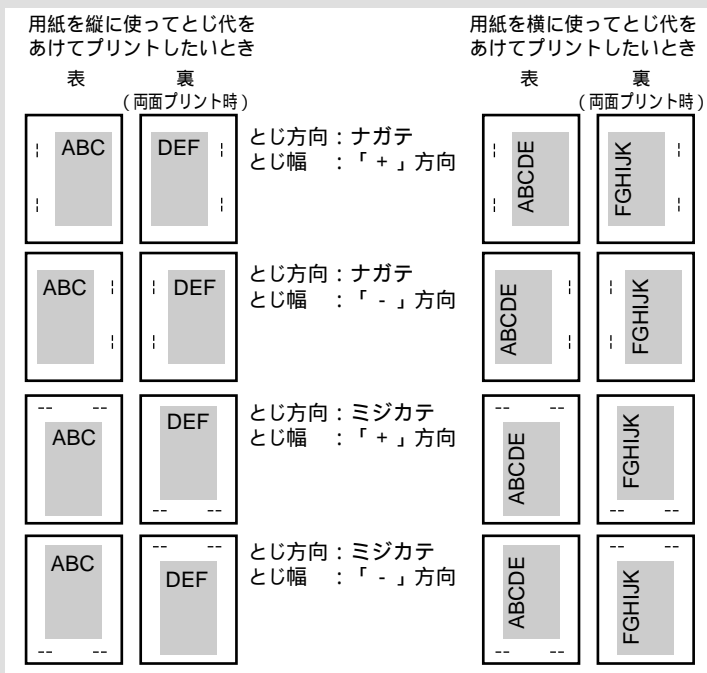 用紙を縦に使ってとじ代を
あけてプリントしたいとき
表 裏
(両面プリント時)
用紙を横に使ってとじ代を
あけてプリントしたいとき
表 裏
(両面プリント時)
ABC DEF
とじ方向:ナガテ
とじ幅 :「+」方向
ABCDE FGHIJK
ABC DEF
とじ方向:ナガテ
とじ幅 :「-」方向
ABCDE FGHIJK
ABC DEF
とじ方向:ミジカテ
とじ幅 :「+」方向
ABCDE FGHIJK
ABC DEF
とじ方向:ミジカテ
とじ幅 :「-」方向
ABCDE FGHIJK